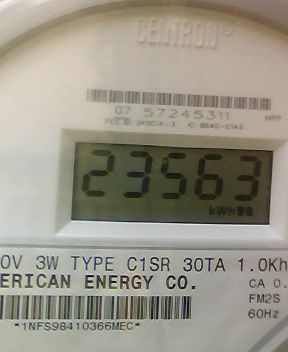 CENTRON
07 57245311
HPP
23563
kWh
0V 3W TYPE C1SR 30TA 1.0Kh
ERICAN ENERGY CO. CA 0.
FM2S
*1NFS98410366MEC* 60Hz